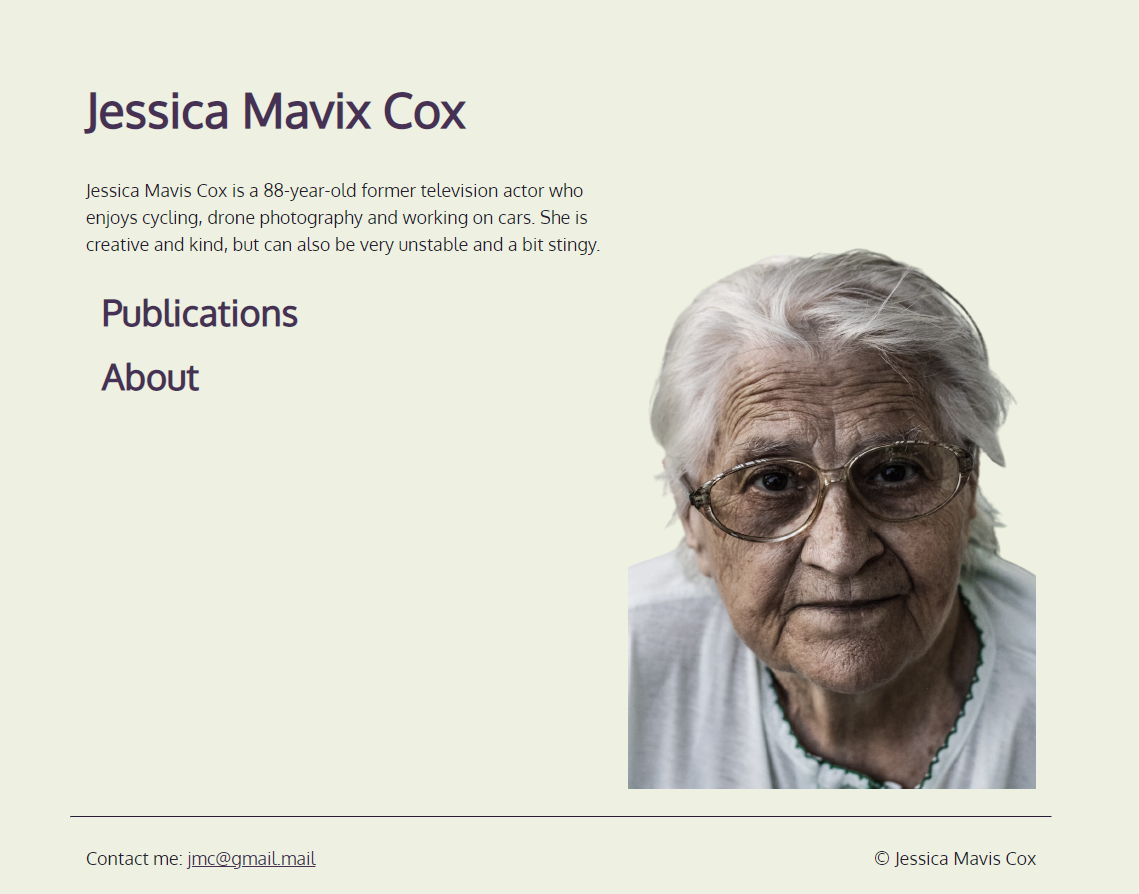 Jessica Mavix Cox
Jessica Mavis Cox is a 88-year-old former television actor who
enjoys cycling, drone photography and working on cars. She is
creative and kind, but can also be very unstable and a bit stingy.
Publications
About
Contact me: jmc@gmail.mail
© Jessica Mavis Cox